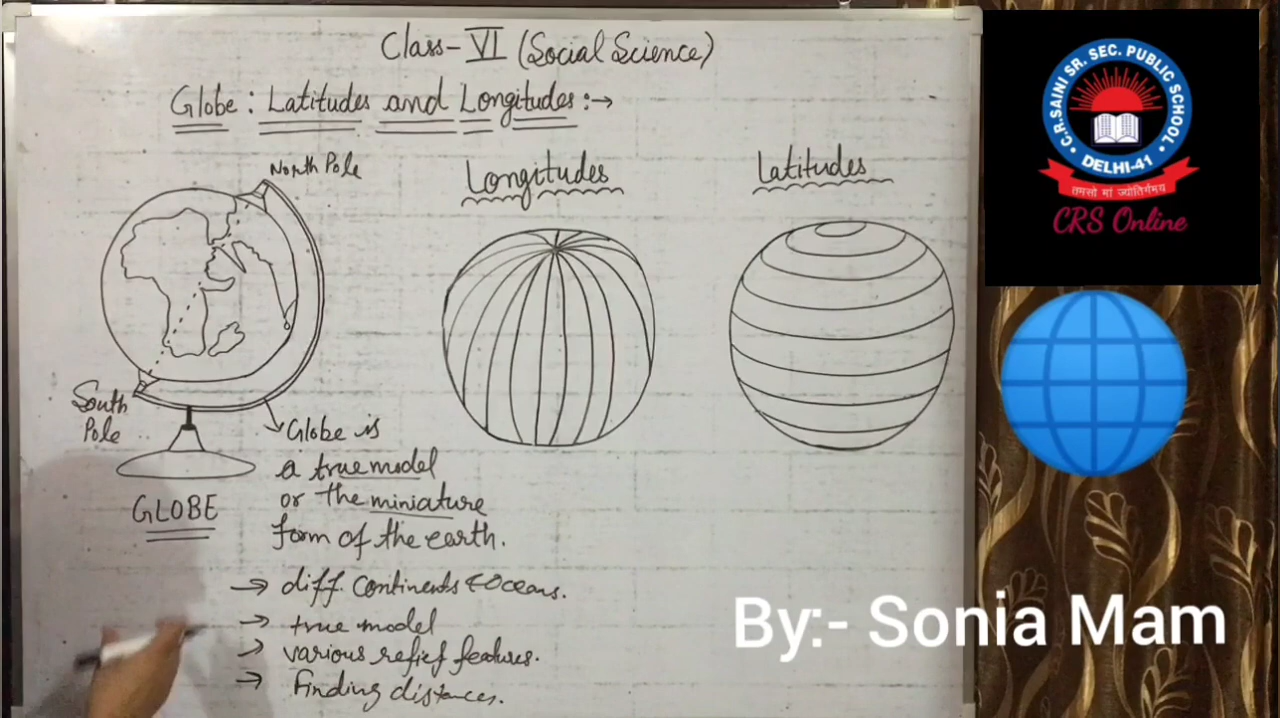 Class-VI (Social Science)
Globe: Latitudes and Longitudes:→
North Pole
Longitudes
Latitudes
South
Pole
GLOBE
→ Globe is
a true model
or the miniature
form of the earth.
→ diff. continents & Oceans.
→ true model
→ various relief features.
→ Finding distances.
C.R.SAINI SR. SEC. PUBLIC SCHOOL
DELHI-41
तमसो मां ज्योतिर्गमय
CRS Online
By:- Sonia Mam